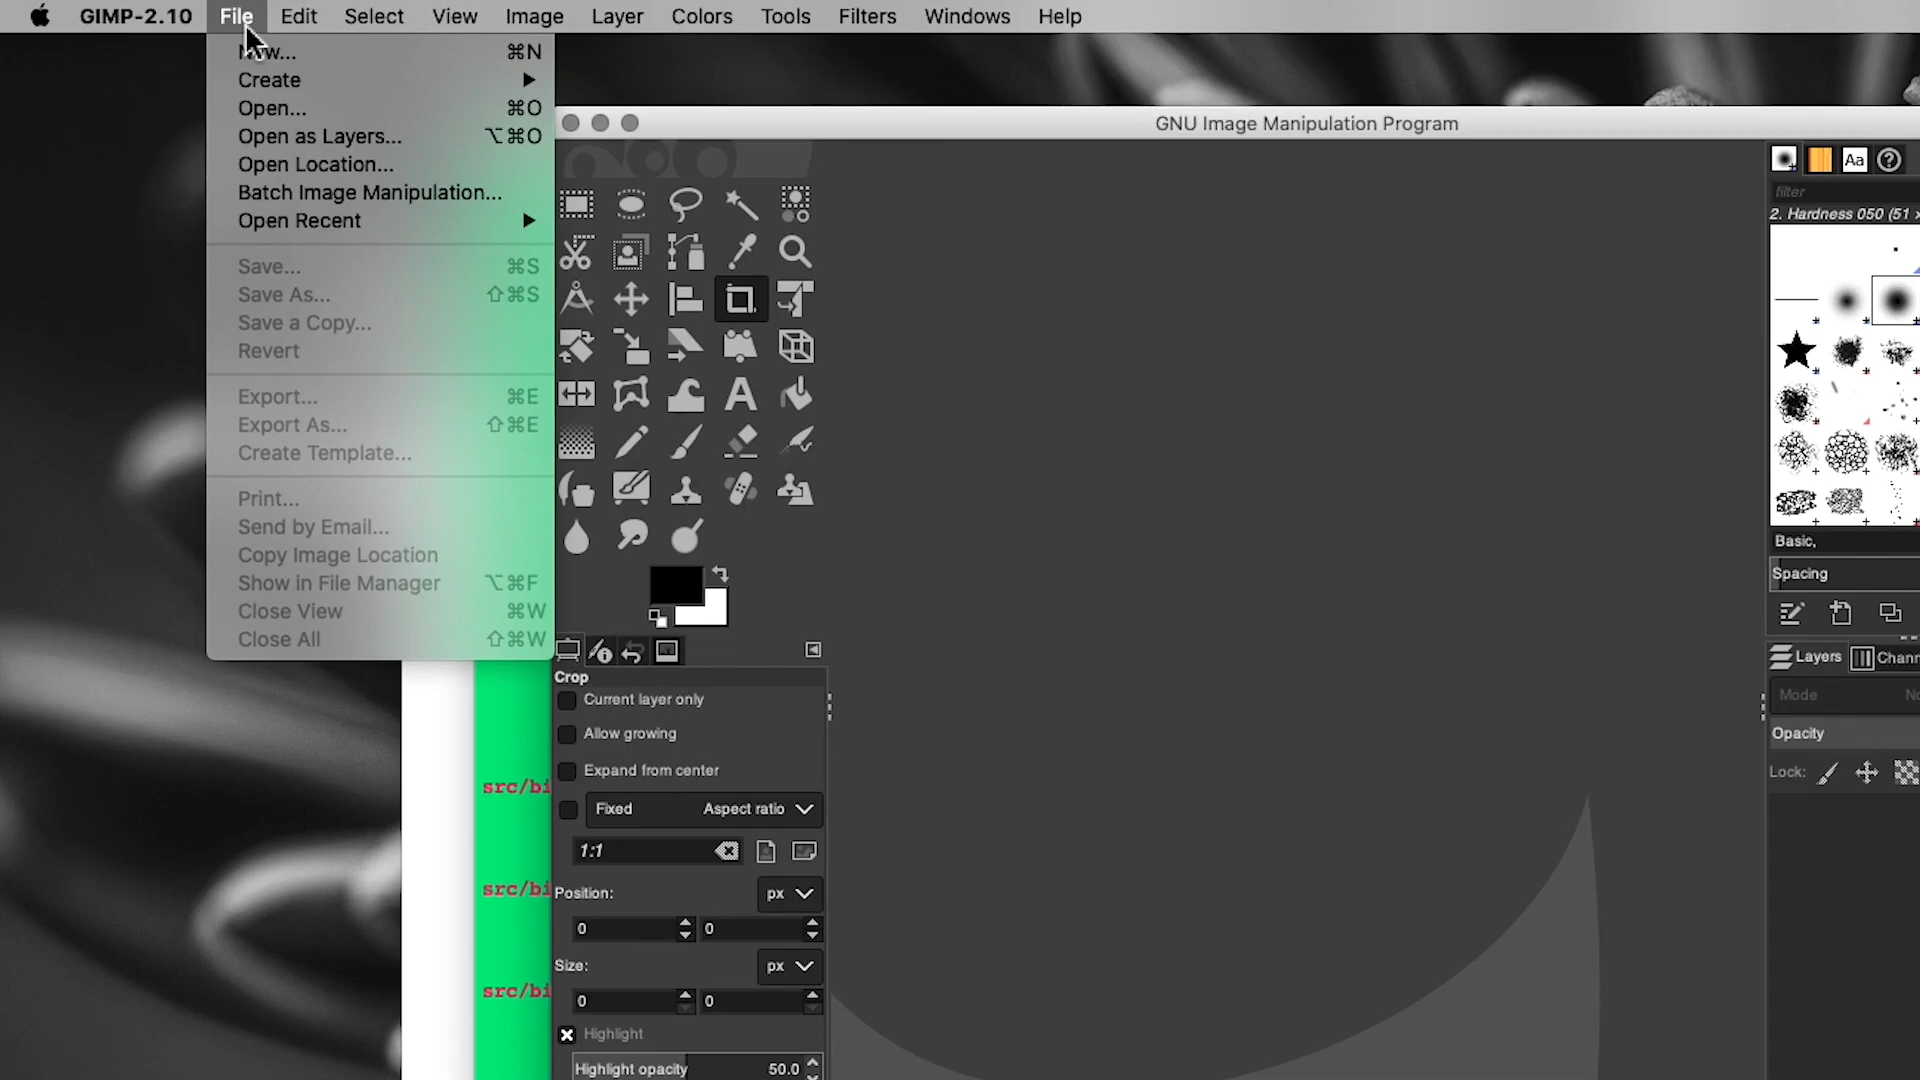 GIMP-2.10 File Edit Select View Image Layer Colors Tools Filters Windows Help
⌘N
Create
Open... ⌘O
Open as Layers... ⌥⌘O
Open Location...
Batch Image Manipulation...
Open Recent
Save... ⌘S
Save As... ⇧⌘S
Save a Copy...
Revert
Export... ⌘E
Export As... ⇧⌘E
Create Template...
Print...
Send by Email...
Copy Image Location
Show in File Manager ⌥⌘F
Close View ⌘W
Close All ⇧⌘W
GNU Image Manipulation Program
Aa
filter
2. Hardness 050 (51 ×
Basic,
Spacing
Layers
Mode
Opacity
Lock:
Crop
Current layer only
Allow growing
Expand from center
Fixed Aspect ratio
1:1
Position: px
0 0
Size: px
0 0
Highlight
Highlight opacity 50.0
src/bi
src/bi
src/bi